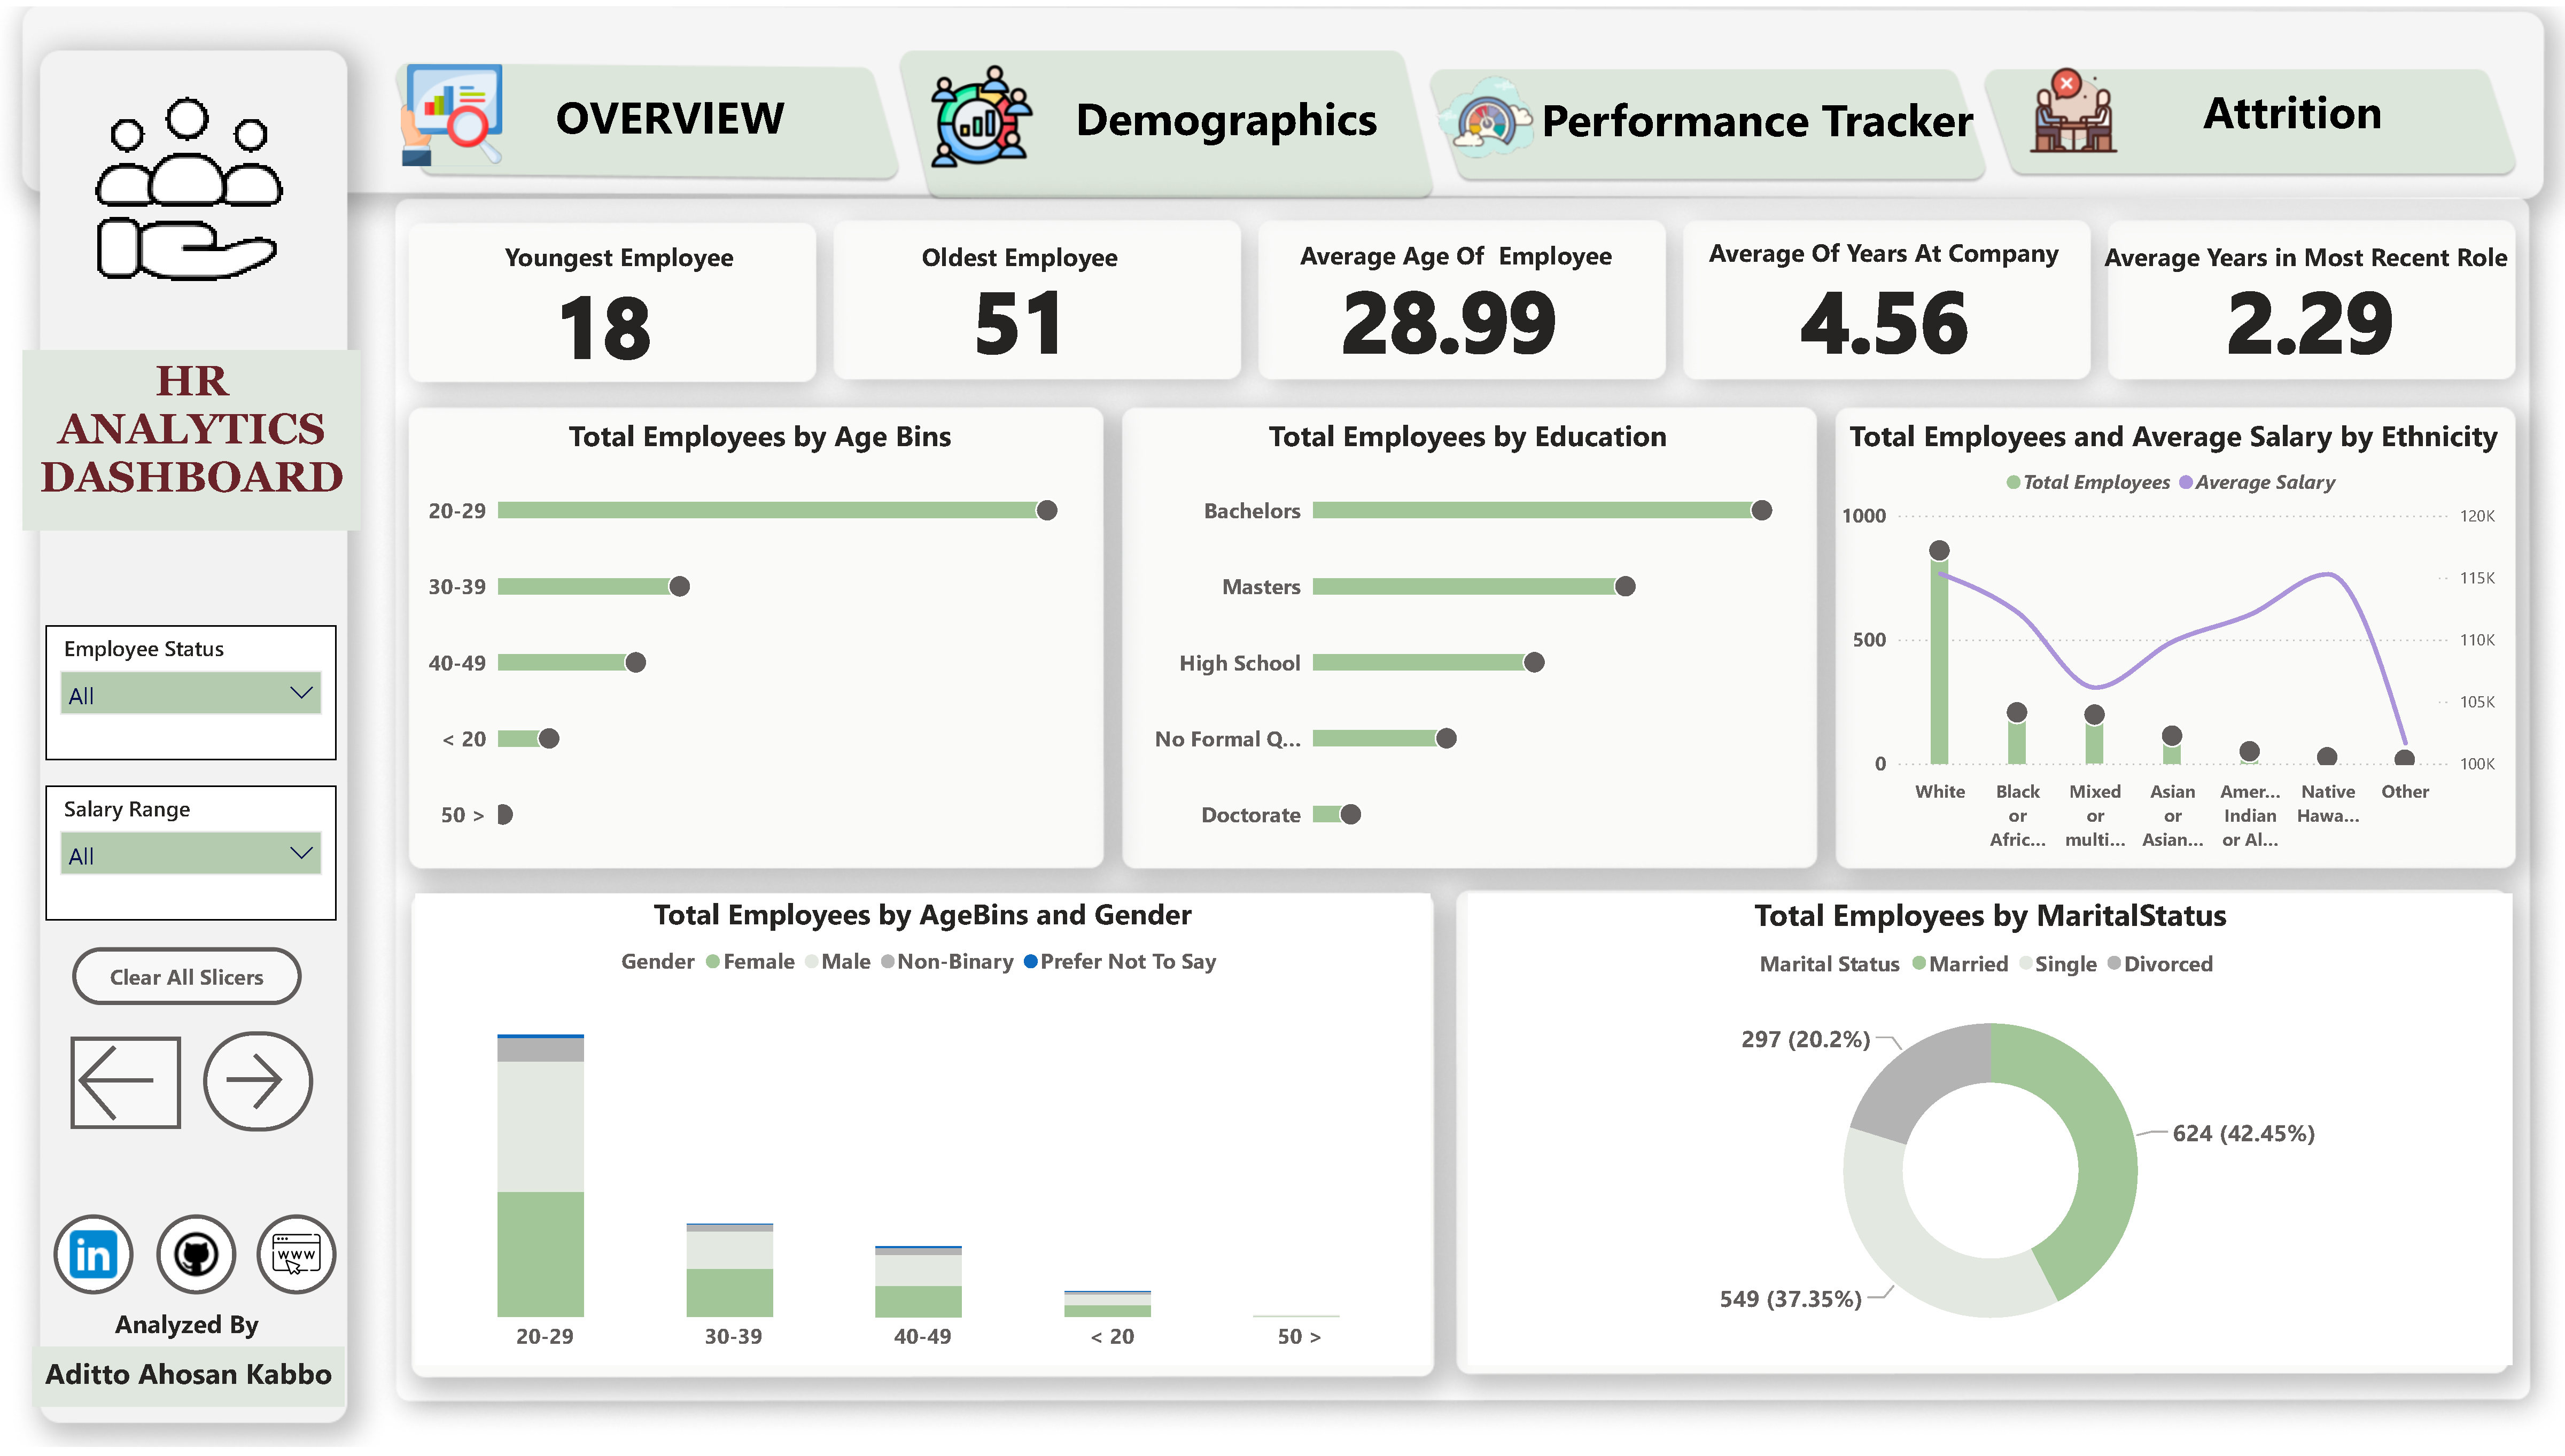 OVERVIEW
Demographics
Performance Tracker
Attrition
HR
ANALYTICS
DASHBOARD
Employee Status
All
Salary Range
All
Clear All Slicers
in
www
Analyzed By
Aditto Ahosan Kabbo
Youngest Employee
18
Oldest Employee
51
Average Age Of  Employee
28.99
Average Of Years At Company
4.56
Average Years in Most Recent Role
2.29
Total Employees by Age Bins
20-29
30-39
40-49
< 20
50 >
Total Employees by Education
Bachelors
Masters
High School
No Formal Q...
Doctorate
Total Employees and Average Salary by Ethnicity
Total Employees Average Salary
1000
500
0
120K
115K
110K
105K
100K
White
Black
or
Afric...
Mixed
or
multi...
Asian
or
Asian...
Amer...
Indian
or Al...
Native
Hawa...
Other
Total Employees by AgeBins and Gender
Gender Female Male Non-Binary Prefer Not To Say
20-29
30-39
40-49
< 20
50 >
Total Employees by MaritalStatus
Marital Status Married Single Divorced
297 (20.2%)
624 (42.45%)
549 (37.35%)